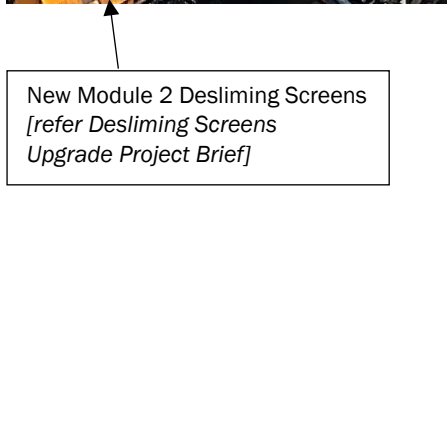 New Module 2 Desliming Screens
[refer Desliming Screens
Upgrade Project Brief]